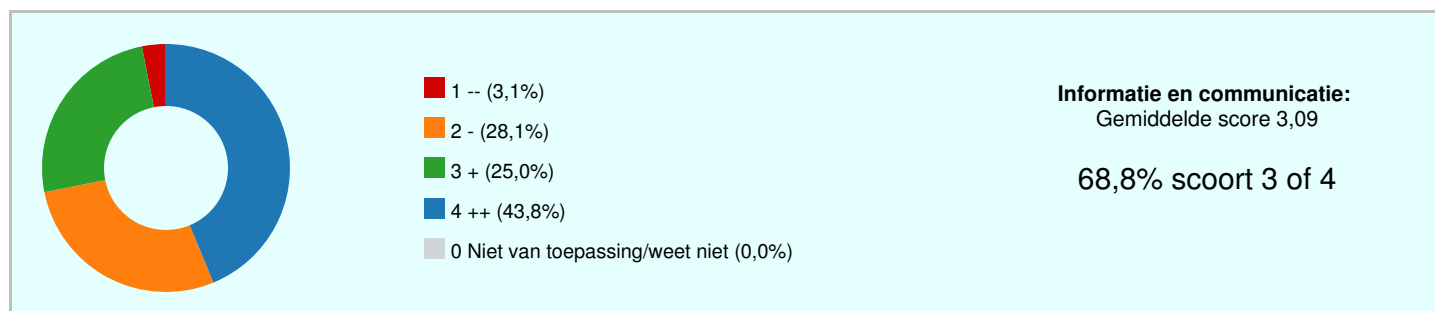 1 -- (3,1%)
2 - (28,1%)
3 + (25,0%)
4 ++ (43,8%)
0 Niet van toepassing/weet niet (0,0%)
Informatie en communicatie:
Gemiddelde score 3,09
68,8% scoort 3 of 4